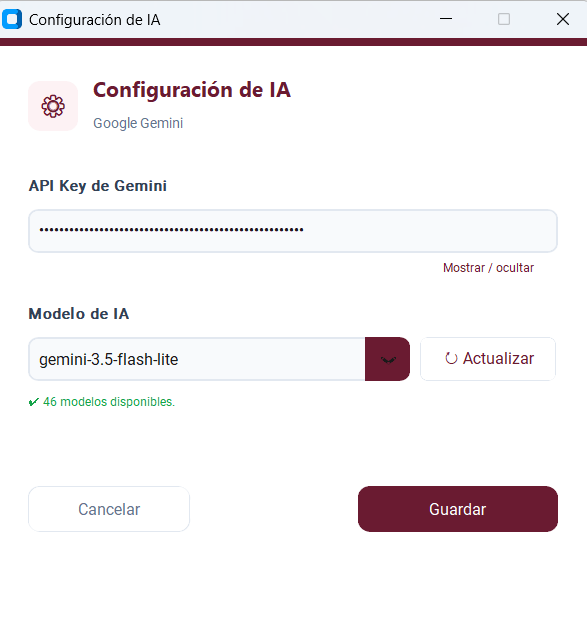 Configuración de IA
Configuración de IA
Google Gemini
API Key de Gemini
••••••••••••••••••••••••••••••••••••••••••••••••••••
Mostrar / ocultar
Modelo de IA
gemini-3.5-flash-lite
↻ Actualizar
✔ 46 modelos disponibles.
Cancelar
Guardar